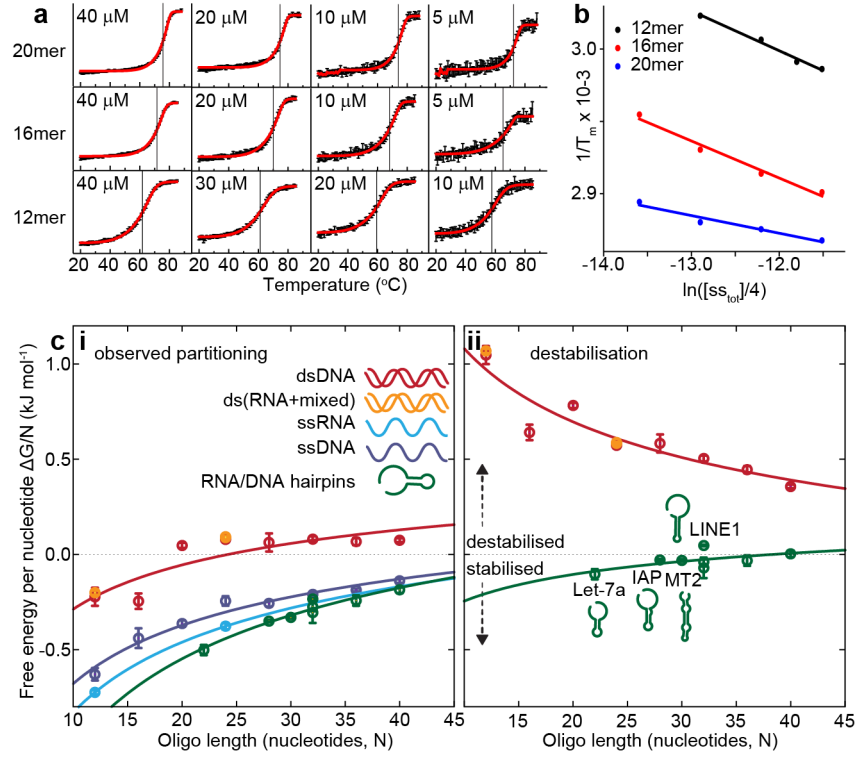 a
40 µM 20 µM 10 µM 5 µM
20mer
40 µM 20 µM 10 µM 5 µM
16mer
40 µM 30 µM 20 µM 10 µM
12mer
20 40 60 80 20 40 60 80 20 40 60 80 20 40 60 80
Temperature (°C)
b
12mer
16mer
20mer
3.0
2.9
1/Tm x 10-3
-14.0 -13.0 -12.0
ln([sstot]/4)
c i
observed partitioning
dsDNA
ds(RNA+mixed)
ssRNA
ssDNA
RNA/DNA hairpins
1.0
0.5
0.0
-0.5
Free energy per nucleotide ΔG/N (kJ mol-1)
10 15 20 25 30 35 40 45
Oligo length (nucleotides, N)
ii
destabilisation
destabilised
stabilised
LINE1
Let-7a
IAP
MT2
10 15 20 25 30 35 40 45
Oligo length (nucleotides, N)